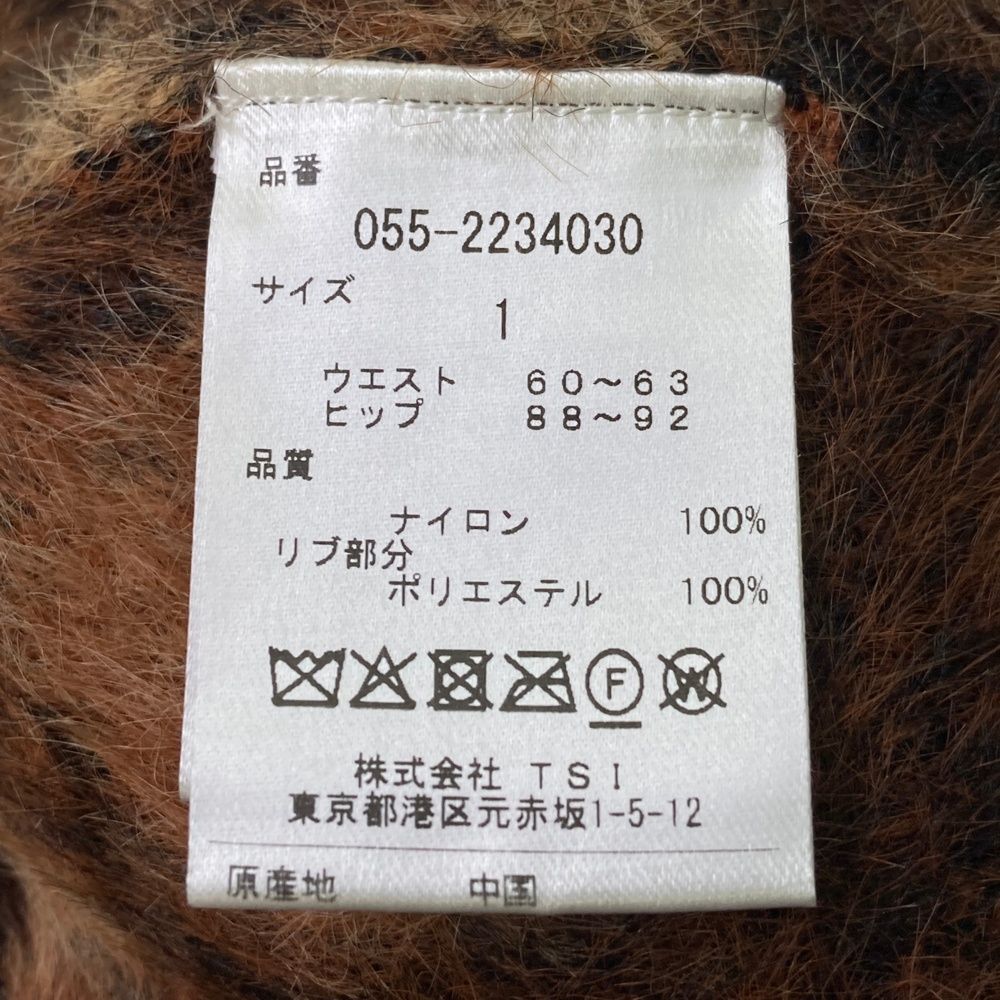 品番
055-2234030
サイズ
1
ウエスト 60～63
ヒップ 88～92
品質
ナイロン 100%
リブ部分
ポリエステル 100%
F W
株式会社 TSI
東京都港区元赤坂1-5-12
原産地 中国